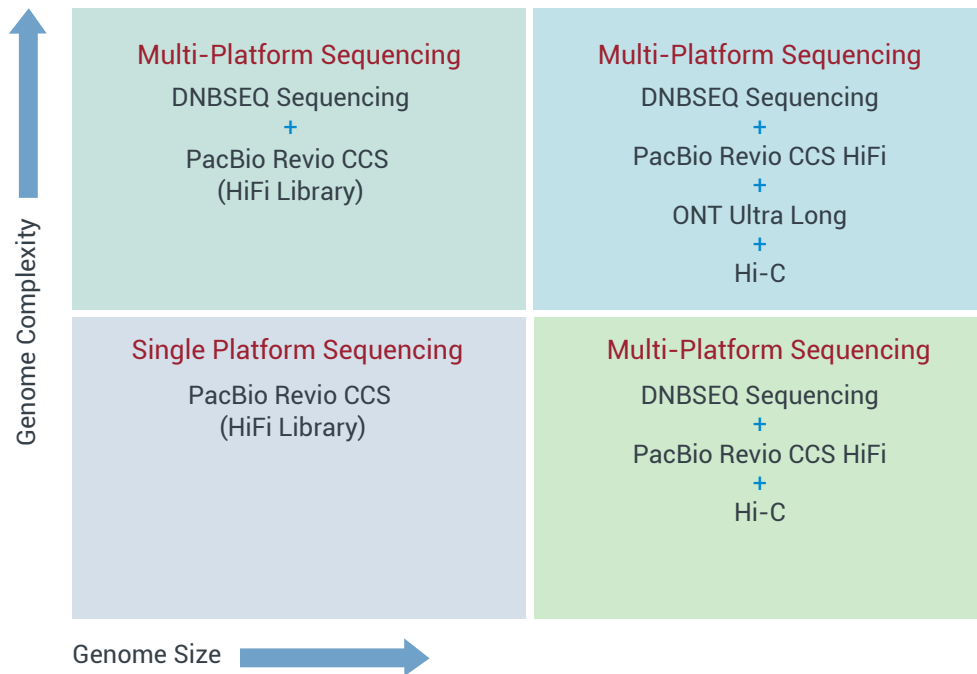 Genome Complexity
Multi-Platform Sequencing
DNBSEQ Sequencing
+
PacBio Revio CCS
(HiFi Library)
Multi-Platform Sequencing
DNBSEQ Sequencing
+
PacBio Revio CCS HiFi
+
ONT Ultra Long
+
Hi-C
Single Platform Sequencing
PacBio Revio CCS
(HiFi Library)
Multi-Platform Sequencing
DNBSEQ Sequencing
+
PacBio Revio CCS HiFi
+
Hi-C
Genome Size